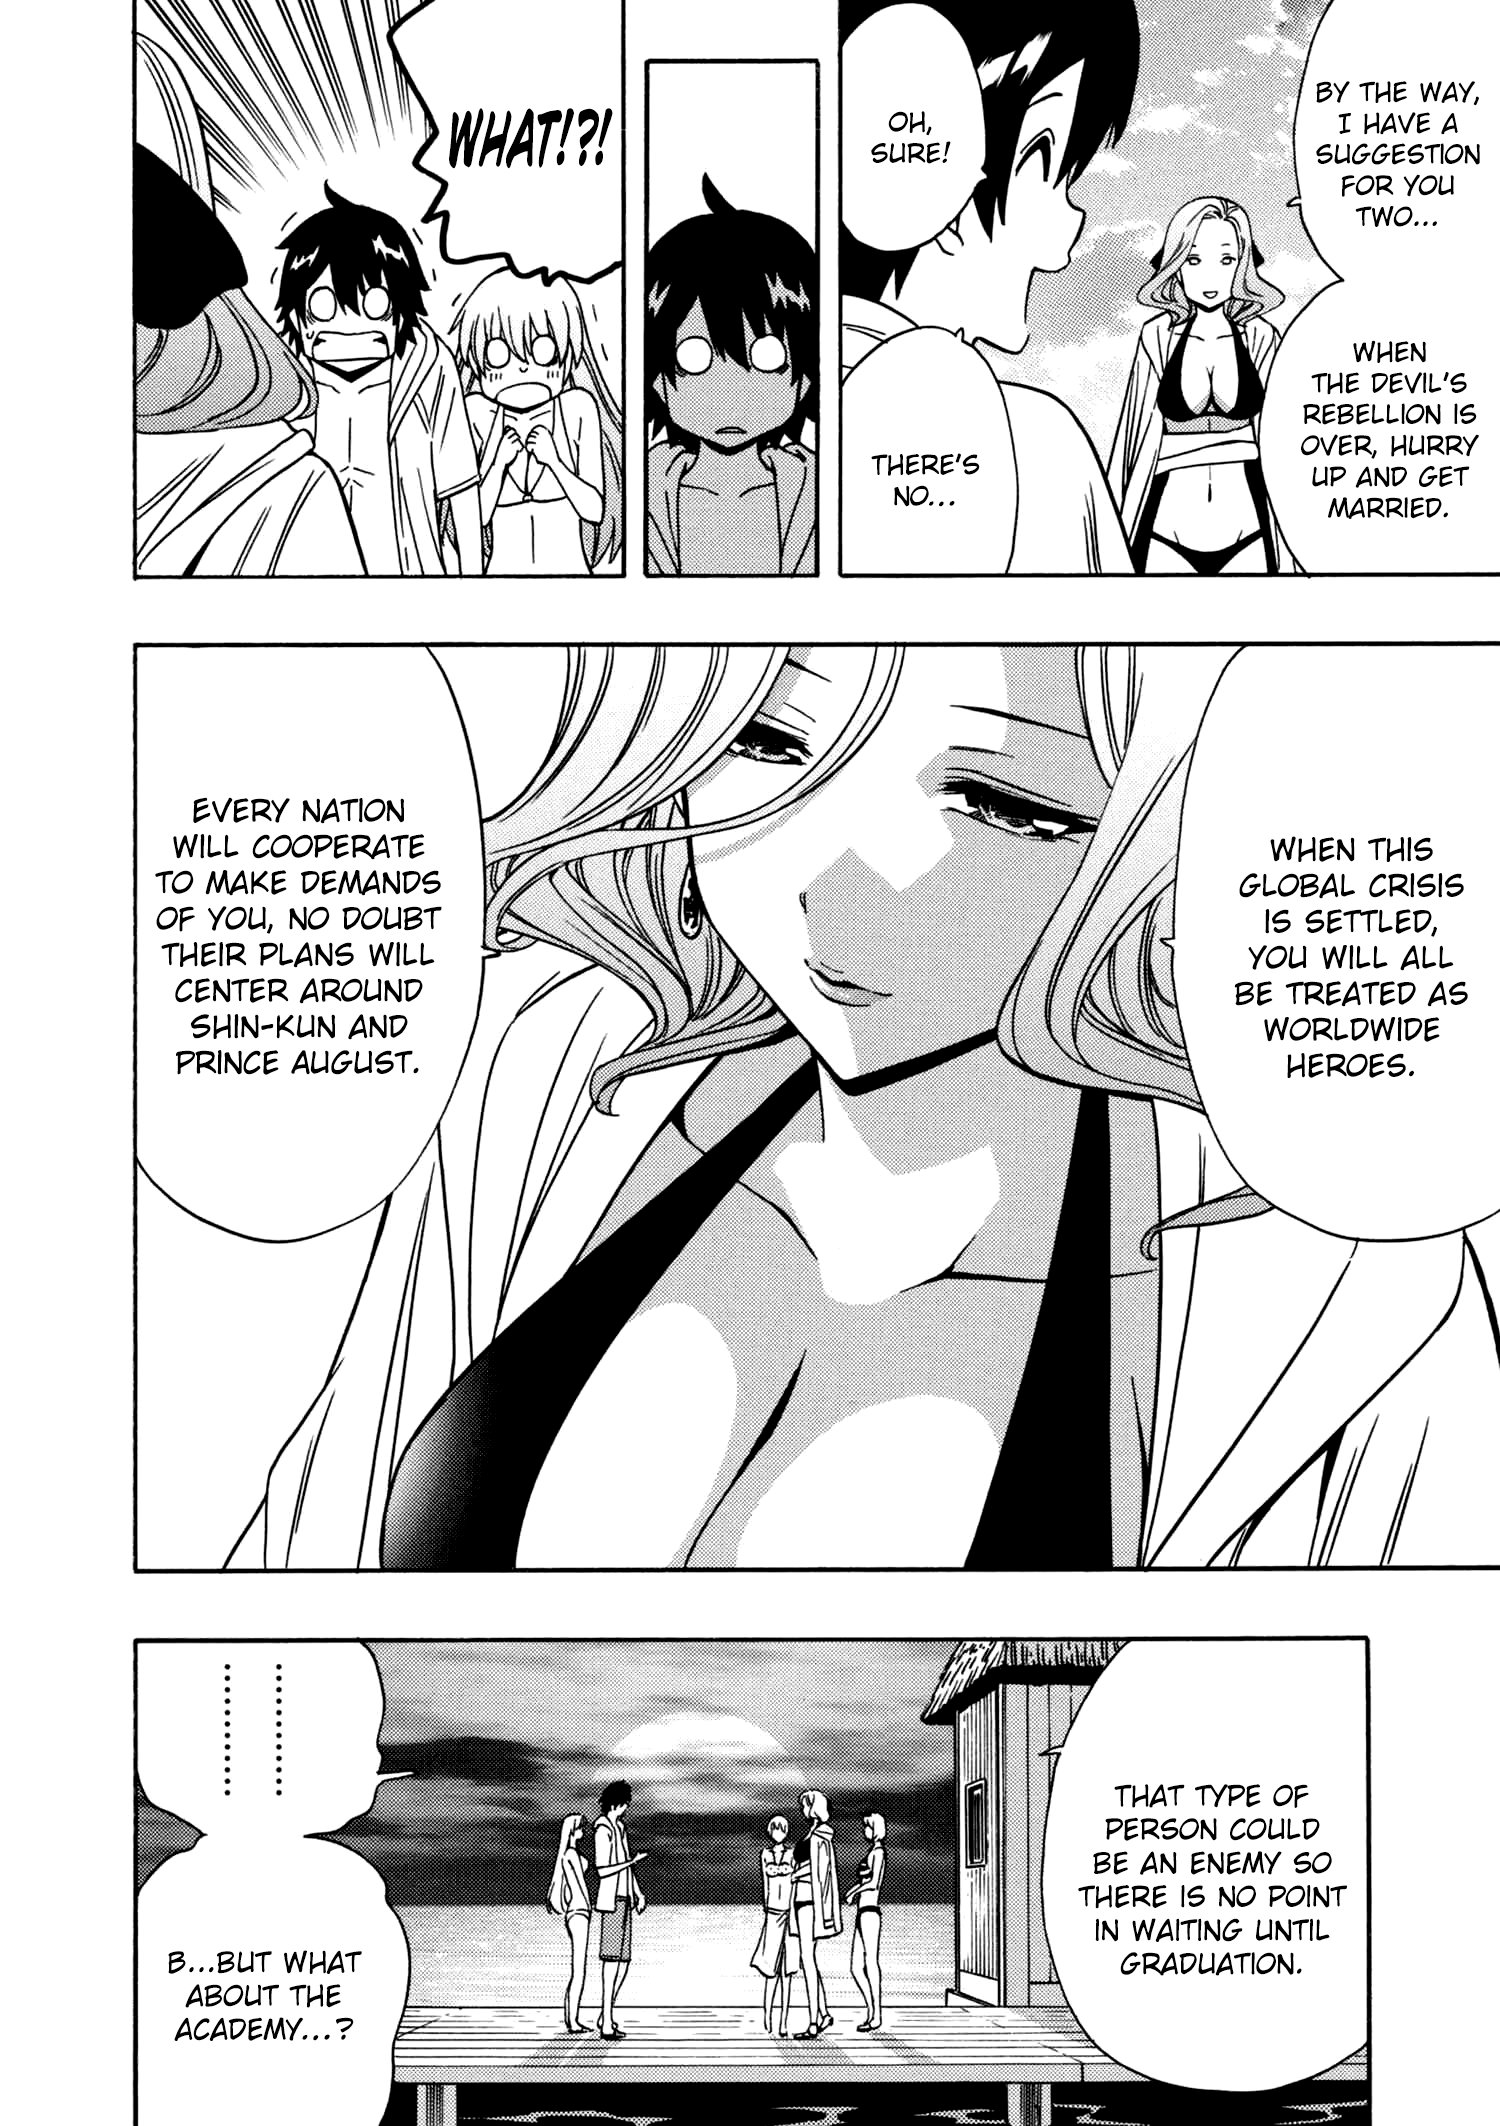 BY THE WAY,
I HAVE A
SUGGESTION
FOR YOU
TWO...
WHEN
THE DEVIL'S
REBELLION IS
OVER, HURRY
UP AND GET
MARRIED.
OH,
SURE!
THERE'S
NO...
WHAT!?!
WHEN THIS
GLOBAL CRISIS
IS SETTLED,
YOU WILL ALL
BE TREATED AS
WORLDWIDE
HEROES.
EVERY NATION
WILL COOPERATE
TO MAKE DEMANDS
OF YOU, NO DOUBT
THEIR PLANS WILL
CENTER AROUND
SHIN-KUN AND
PRINCE AUGUST.
THAT TYPE OF
PERSON COULD
BE AN ENEMY SO
THERE IS NO POINT
IN WAITING UNTIL
GRADUATION.
............
............
B...BUT WHAT
ABOUT THE
ACADEMY...?